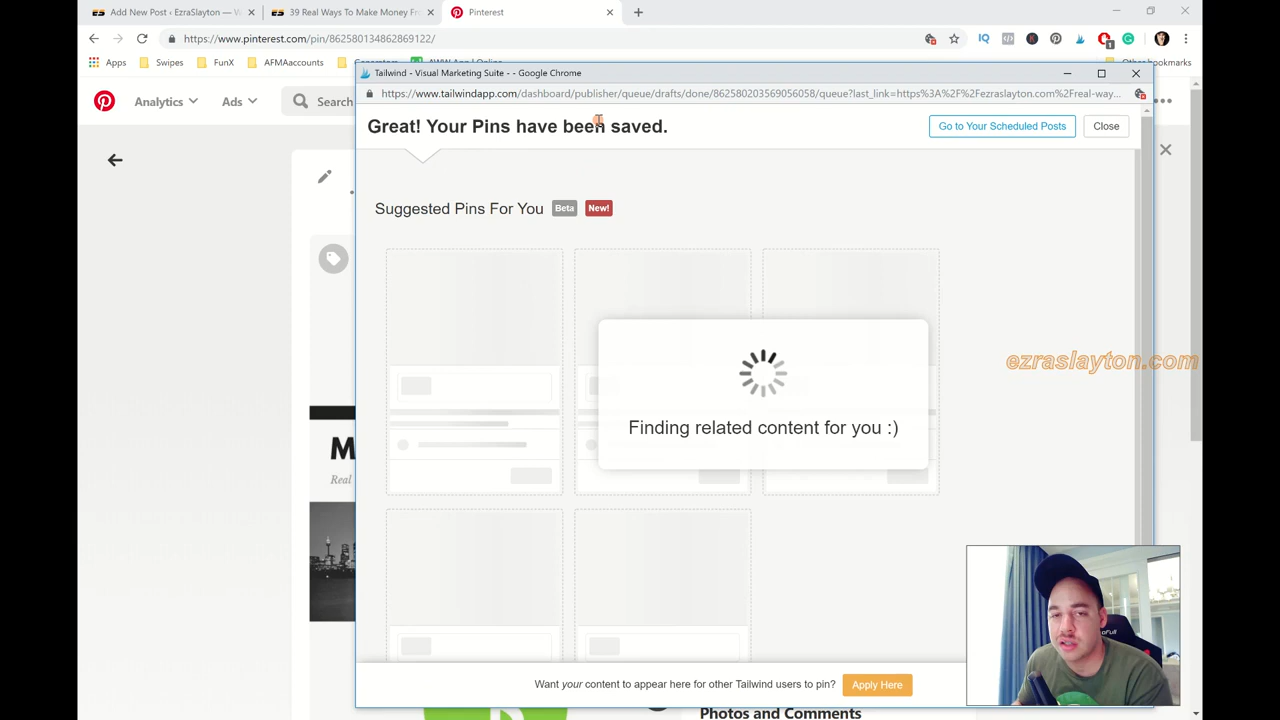 Add New Post ‹ EzraSlayton —
39 Real Ways To Make Money Fr
Pinterest
https://www.pinterest.com/pin/862580134862869122/
Apps
Swipes
FunX
AFMAaccounts
Other bookmarks
Tailwind - Visual Marketing Suite - - Google Chrome
https://www.tailwindapp.com/dashboard/publisher/queue/drafts/done/862580203569056058/queue?last_link=https%3A%2F%2Fezraslayton.com%2Freal-way...
Analytics
Ads
Search
Great! Your Pins have been saved.
Go to Your Scheduled Posts
Close
Suggested Pins For You
Beta
New!
ezraslayton.com
Finding related content for you :)
M
Real
Want your content to appear here for other Tailwind users to pin?
Apply Here
Photos and Comments